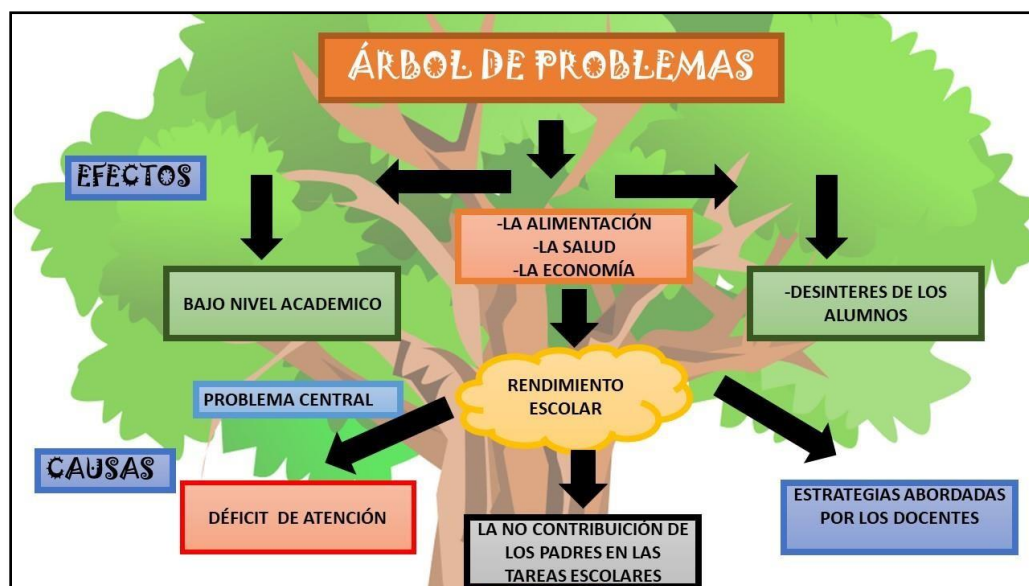 ÁRBOL DE PROBLEMAS
EFECTOS
-LA ALIMENTACIÓN
-LA SALUD
-LA ECONOMÍA
BAJO NIVEL ACADEMICO
-DESINTERES DE LOS
ALUMNOS
PROBLEMA CENTRAL
RENDIMIENTO
ESCOLAR
CAUSAS
DÉFICIT DE ATENCIÓN
LA NO CONTRIBUICIÓN DE
LOS PADRES EN LAS
TAREAS ESCOLARES
ESTRATEGIAS ABORDADAS
POR LOS DOCENTES